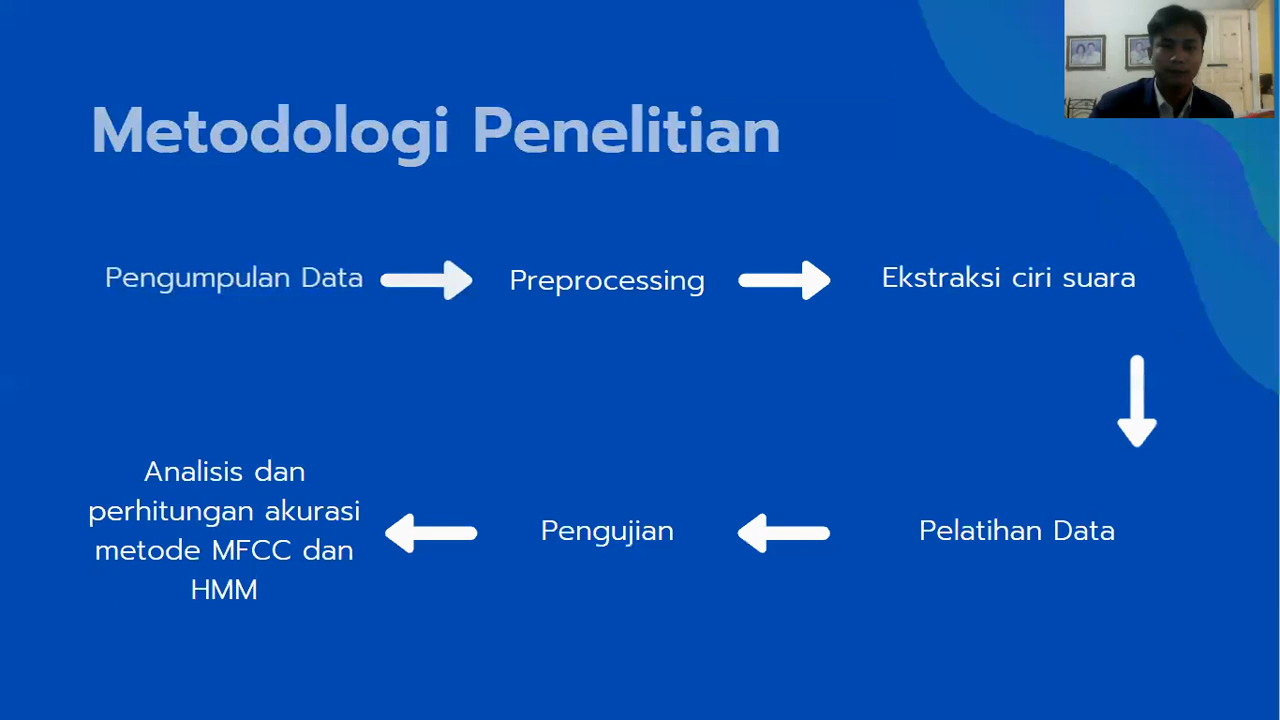 Metodologi Penelitian
Pengumpulan Data
Preprocessing
Ekstraksi ciri suara
Pelatihan Data
Pengujian
Analisis dan
perhitungan akurasi
metode MFCC dan
HMM